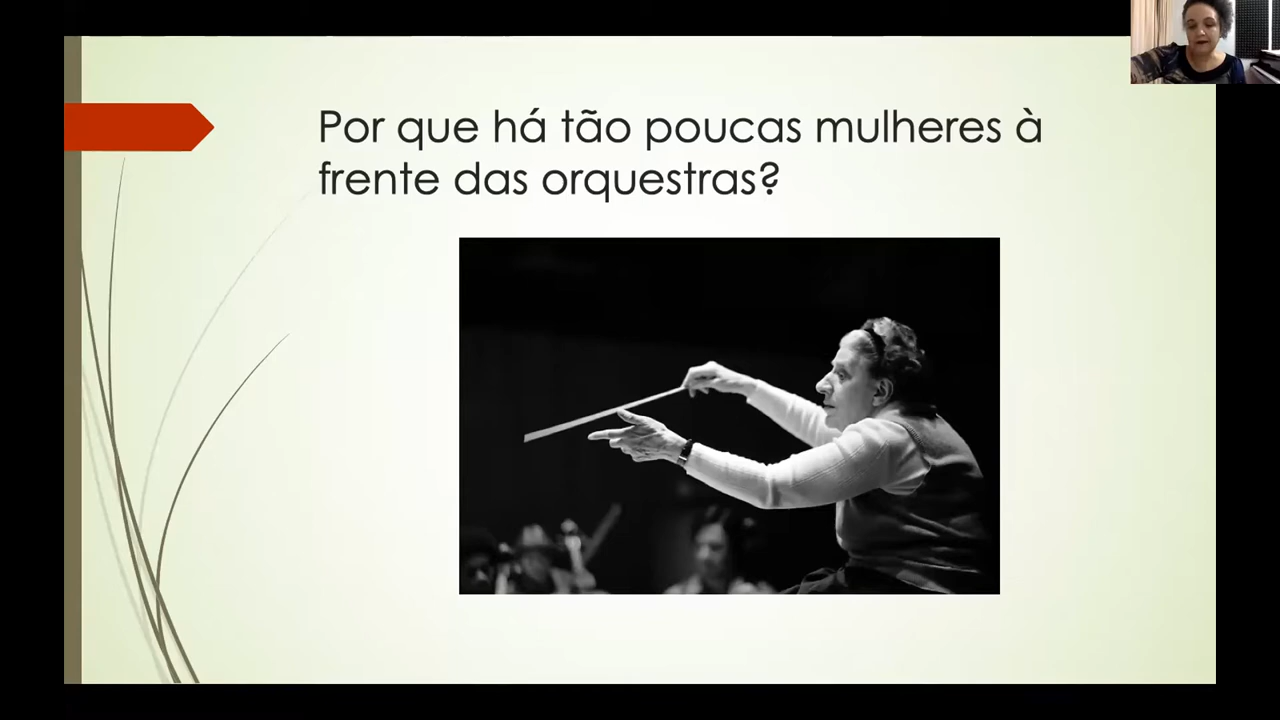 Por que há tão poucas mulheres à
frente das orquestras?